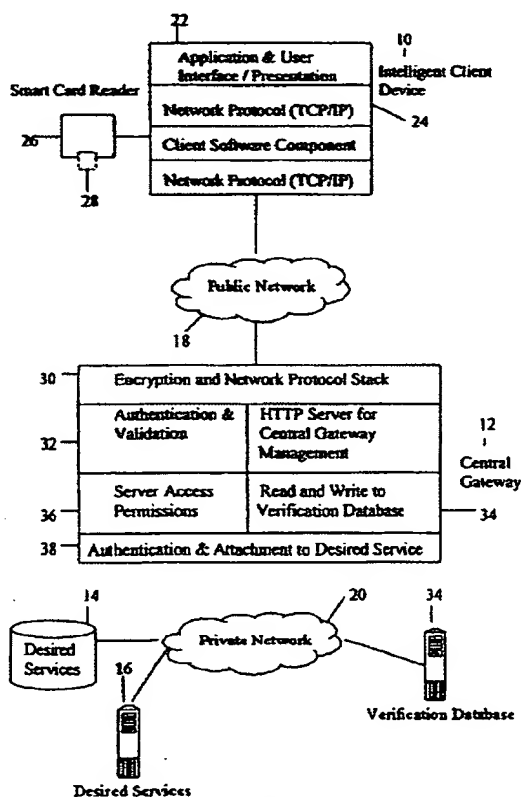 22
Application & User
Interface / Presentation
10
Intelligent Client
Device
Smart Card Reader
Network Protocol (TCP/IP)
24
26
Client Software Component
28
Network Protocol (TCP/IP)
Public Network
18
30
Encryption and Network Protocol Stack
Authentication &
Validation
HTTP Server for
Central Gateway
Management
32
12
Central
Gateway
Server Access
Permissions
Read and Write to
Verification Database
36
34
38
Authentication & Attachment to Desired Service
14
20
34
Desired
Services
Private Network
16
Verification Database
Desired Services